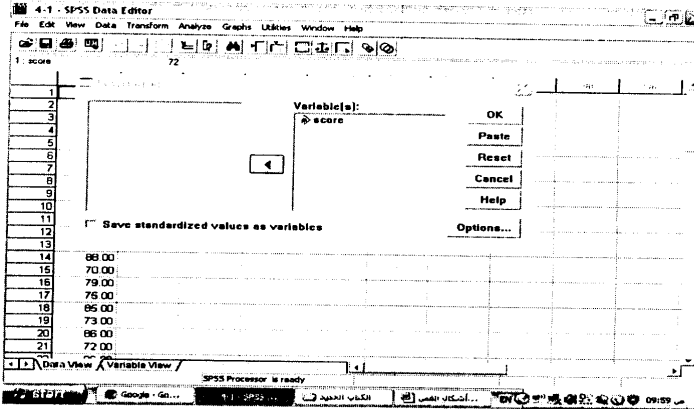 4-1 - SPSS Data Editor
File Edit View Data Transform Analyze Graphs Utilities Window Help
1 : score 72
1
2
3
4
5
6
7
8
9
10
11
12
13
14 88.00
15 70.00
16 79.00
17 76.00
18 85.00
19 73.00
20 86.00
21 72.00
Variable(s):
score
OK
Paste
Reset
Cancel
Help
Options...
Save standardized values as variables
Data View Variable View
SPSS Processor is ready
start Google - Go... 4-1 - SPSS ... الكتاب الجديد أشكال الفص... EN 09:59 ص